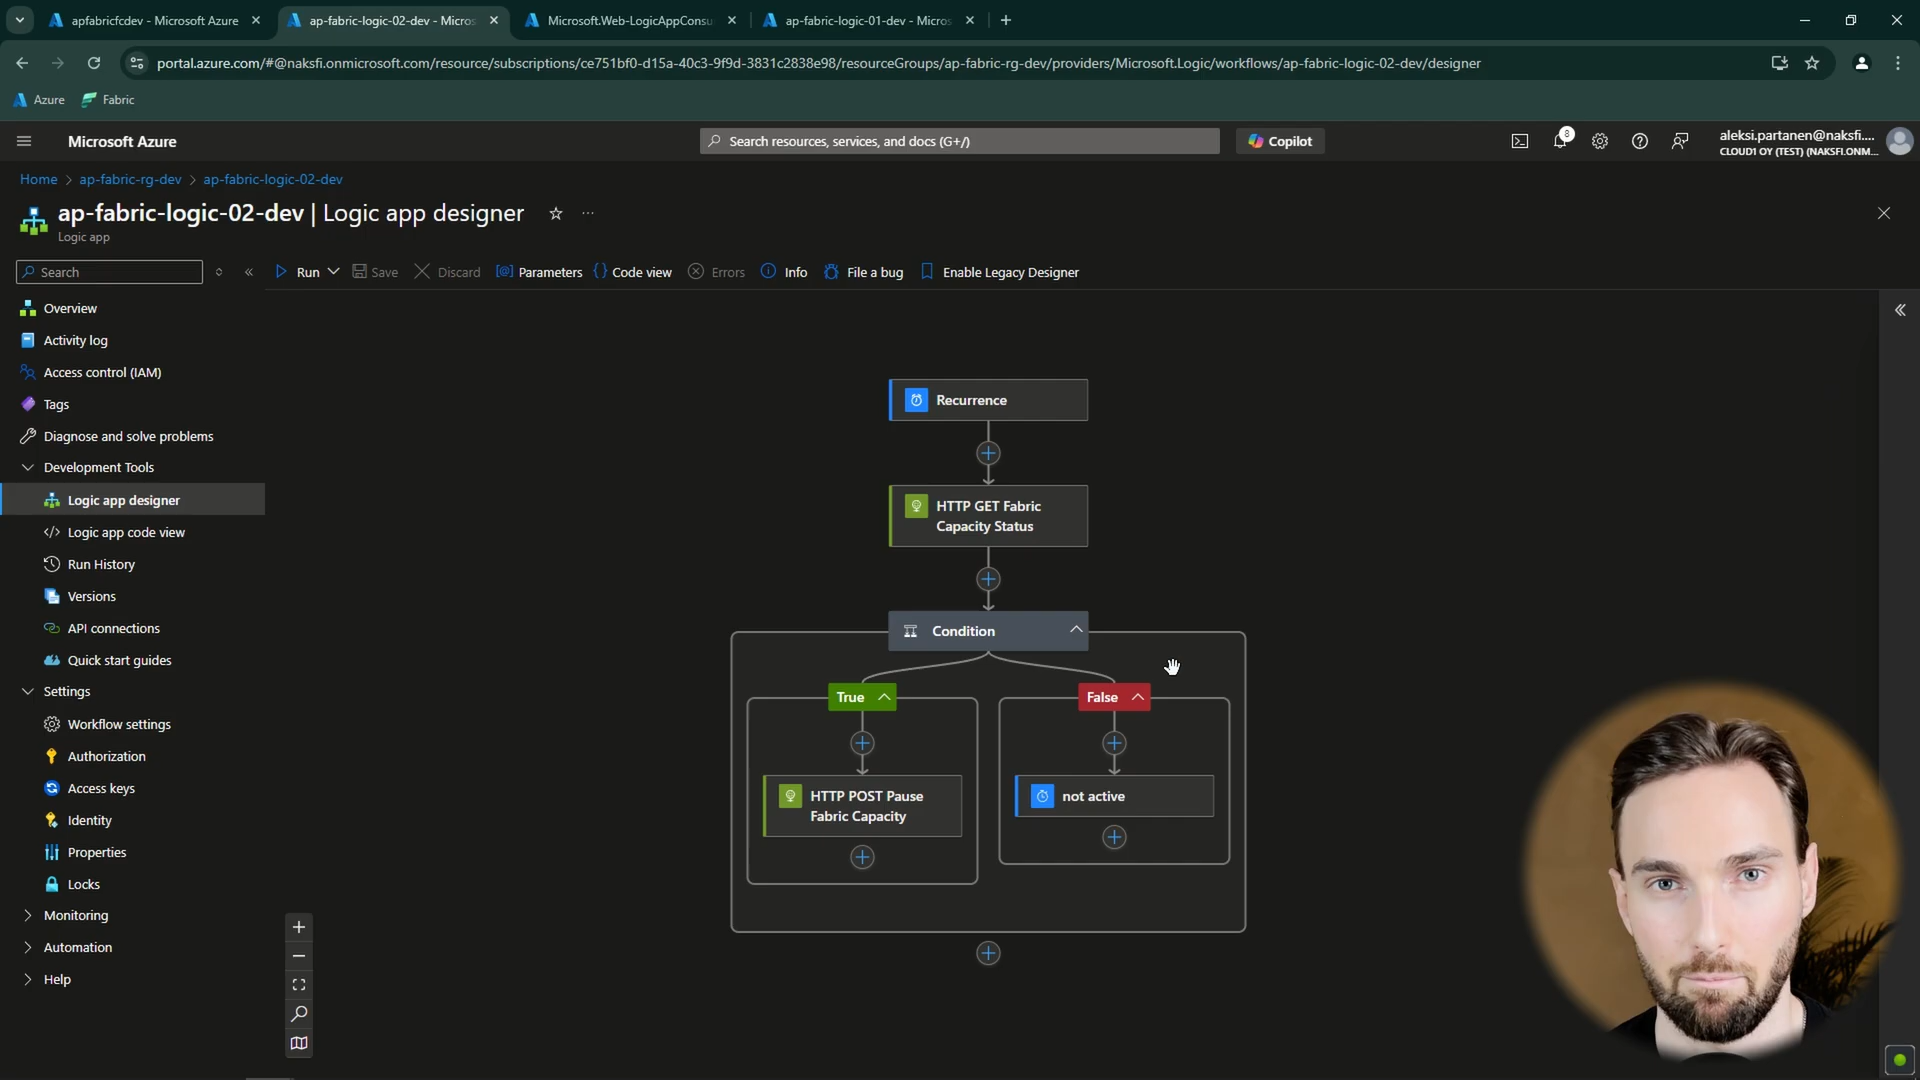 apfabricfcdev - Microsoft Azure
ap-fabric-logic-02-dev - Micros
Microsoft.Web-LogicAppConsu
ap-fabric-logic-01-dev - Micros
portal.azure.com/#@naksfi.onmicrosoft.com/resource/subscriptions/ce751bf0-d15a-40c3-9f9d-3831c2838e98/resourceGroups/ap-fabric-rg-dev/providers/Microsoft.Logic/workflows/ap-fabric-logic-02-dev/designer
Azure
Fabric
Microsoft Azure
Search resources, services, and docs (G+/)
Copilot
8
aleksi.partanen@naksfi....
CLOUD1 OY (TEST) (NAKSFI.ONM...
Home > ap-fabric-rg-dev > ap-fabric-logic-02-dev
ap-fabric-logic-02-dev | Logic app designer
Logic app
Search
Run
Save
Discard
Parameters
Code view
Errors
Info
File a bug
Enable Legacy Designer
Overview
Activity log
Access control (IAM)
Tags
Diagnose and solve problems
Development Tools
Logic app designer
Logic app code view
Run History
Versions
API connections
Quick start guides
Settings
Workflow settings
Authorization
Access keys
Identity
Properties
Locks
Monitoring
Automation
Help
Recurrence
HTTP GET Fabric
Capacity Status
Condition
True
False
HTTP POST Pause
Fabric Capacity
not active